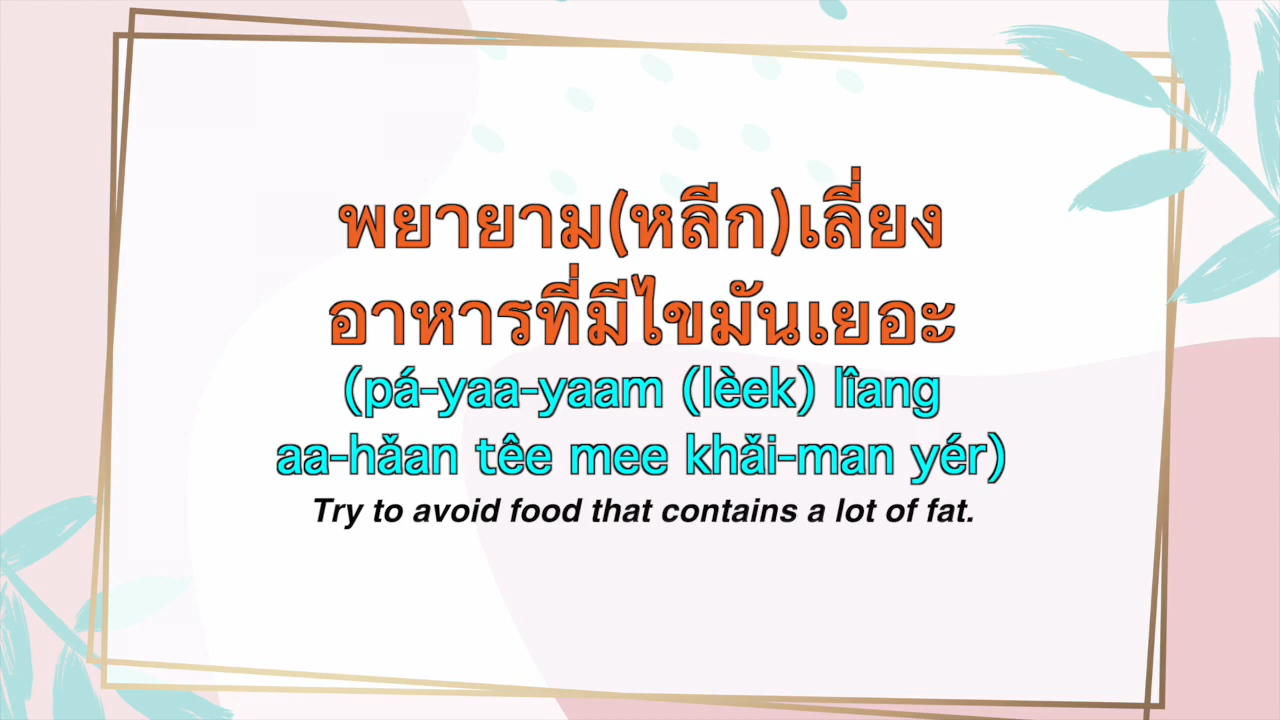 พยายาม(หลีก)เลี่ยง
อาหารที่มีไขมันเยอะ
(pá-yaa-yaam (lèek) lîang
aa-hǎan têe mee khǎi-man yér)
Try to avoid food that contains a lot of fat.